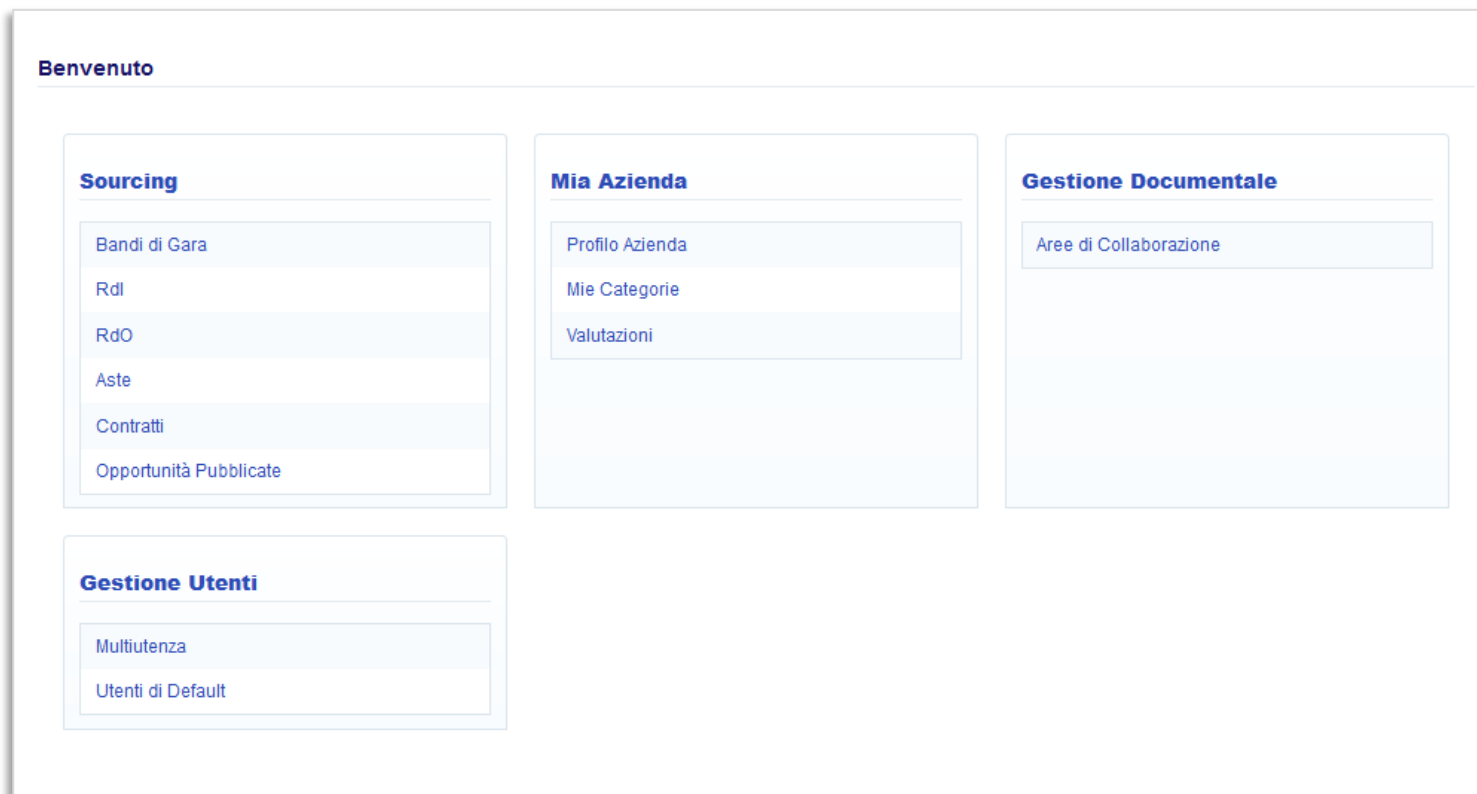 Benvenuto
Sourcing
Bandi di Gara
RdI
RdO
Aste
Contratti
Opportunità Pubblicate
Mia Azienda
Profilo Azienda
Mie Categorie
Valutazioni
Gestione Documentale
Aree di Collaborazione
Gestione Utenti
Multiutenza
Utenti di Default